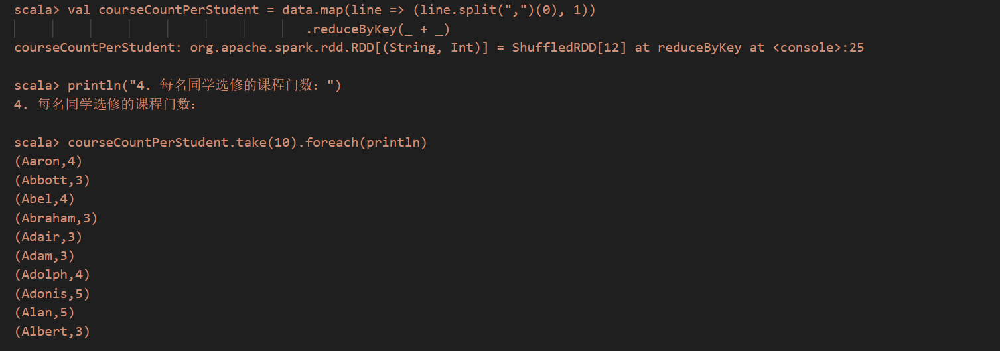 scala> val courseCountPerStudent = data.map(line => (line.split(",")(0), 1))
.reduceByKey(_ + _)
courseCountPerStudent: org.apache.spark.rdd.RDD[(String, Int)] = ShuffledRDD[12] at reduceByKey at <console>:25
scala> println("4. 每名同学选修的课程门数：")
4. 每名同学选修的课程门数：
scala> courseCountPerStudent.take(10).foreach(println)
(Aaron,4)
(Abbott,3)
(Abel,4)
(Abraham,3)
(Adair,3)
(Adam,3)
(Adolph,4)
(Adonis,5)
(Alan,5)
(Albert,3)